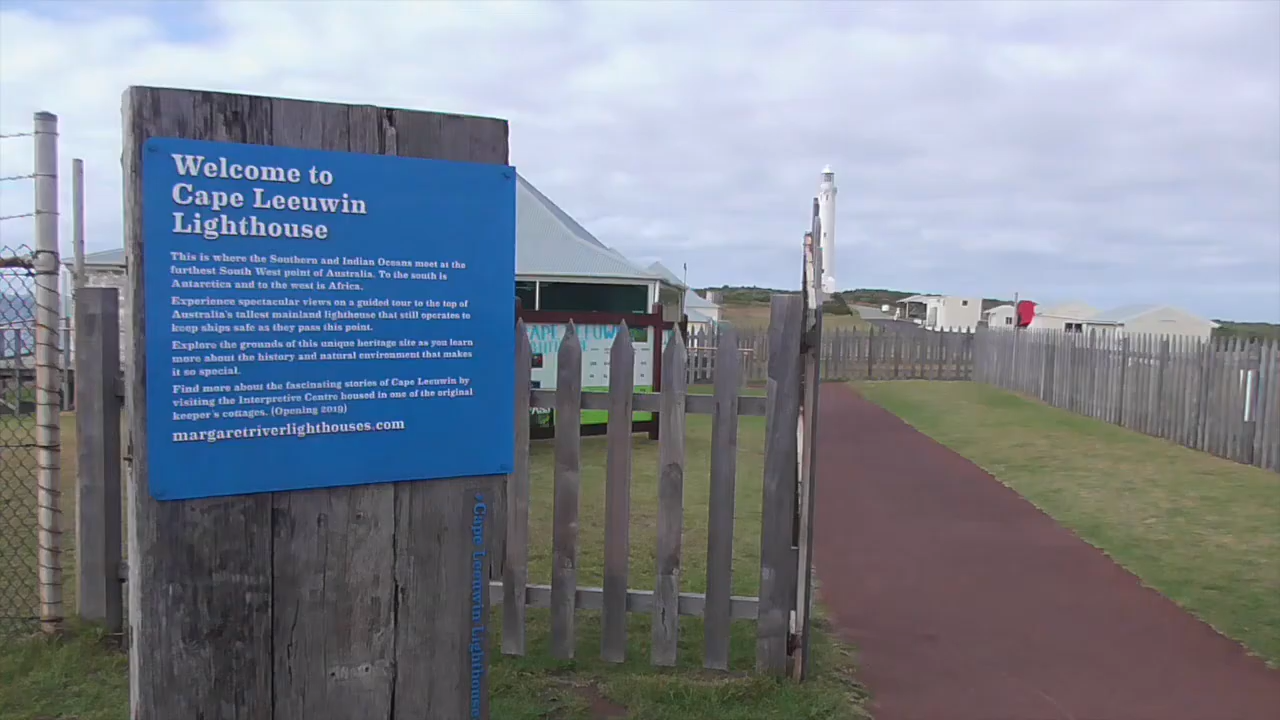 Welcome to
Cape Leeuwin
Lighthouse
This is where the Southern and Indian Oceans meet at the
furthest South West point of Australia. To the south is
Antarctica and to the west is Africa.
Experience spectacular views on a guided tour to the top of
Australia's tallest mainland lighthouse that still operates to
keep ships safe as they pass this point.
Explore the grounds of this unique heritage site as you learn
more about the history and natural environment that makes
it so special.
Find more about the fascinating stories of Cape Leeuwin by
visiting the Interpretive Centre housed in one of the original
keeper's cottages. (Opening 2019)
margaretriverlighthouses.com
Cape Leeuwin Lighthouse
CAPE LEEUWIN